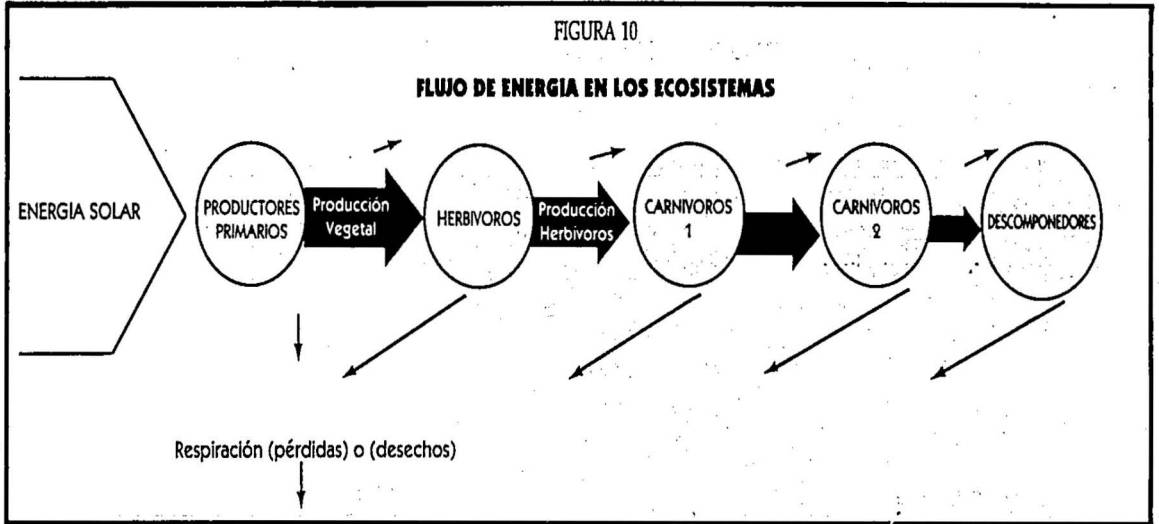 FIGURA 10
FLUJO DE ENERGIA EN LOS ECOSISTEMAS
ENERGIA SOLAR
PRODUCTORES
PRIMARIOS
Producción
Vegetal
HERBIVOROS
Producción
Herbivoros
CARNIVOROS
1
CARNIVOROS
2
DESCOMPONEDORES
Respiración (pérdidas) o (desechos)